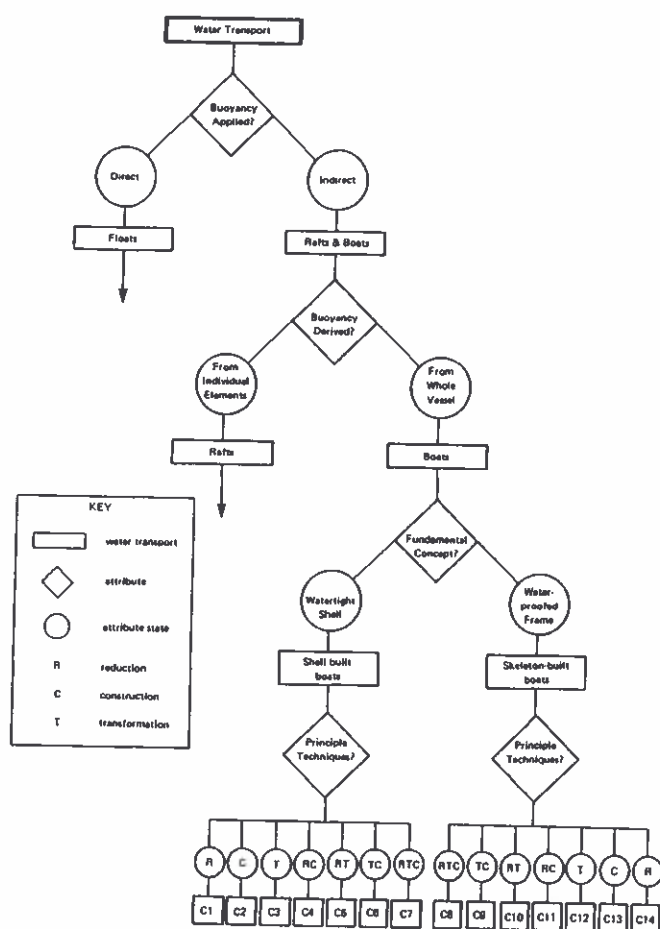 Water Transport
Buoyancy
Applied?
Direct
Indirect
Floats
Rafts & Boats
Buoyancy
Derived?
From
Individual
Elements
From
Whole
Vessel
Rafts
Boats
KEY
water transport
attribute
attribute state
R reduction
C construction
T transformation
Fundamental
Concept?
Watertight
Shell
Water-
proofed
Frame
Shell built
boats
Skeleton-built
boats
Principle
Techniques?
Principle
Techniques?
R C T RC RT TC RTC
RTC TC RT RC T C R
C1 C2 C3 C4 C5 C6 C7
C8 C9 C10 C11 C12 C13 C14